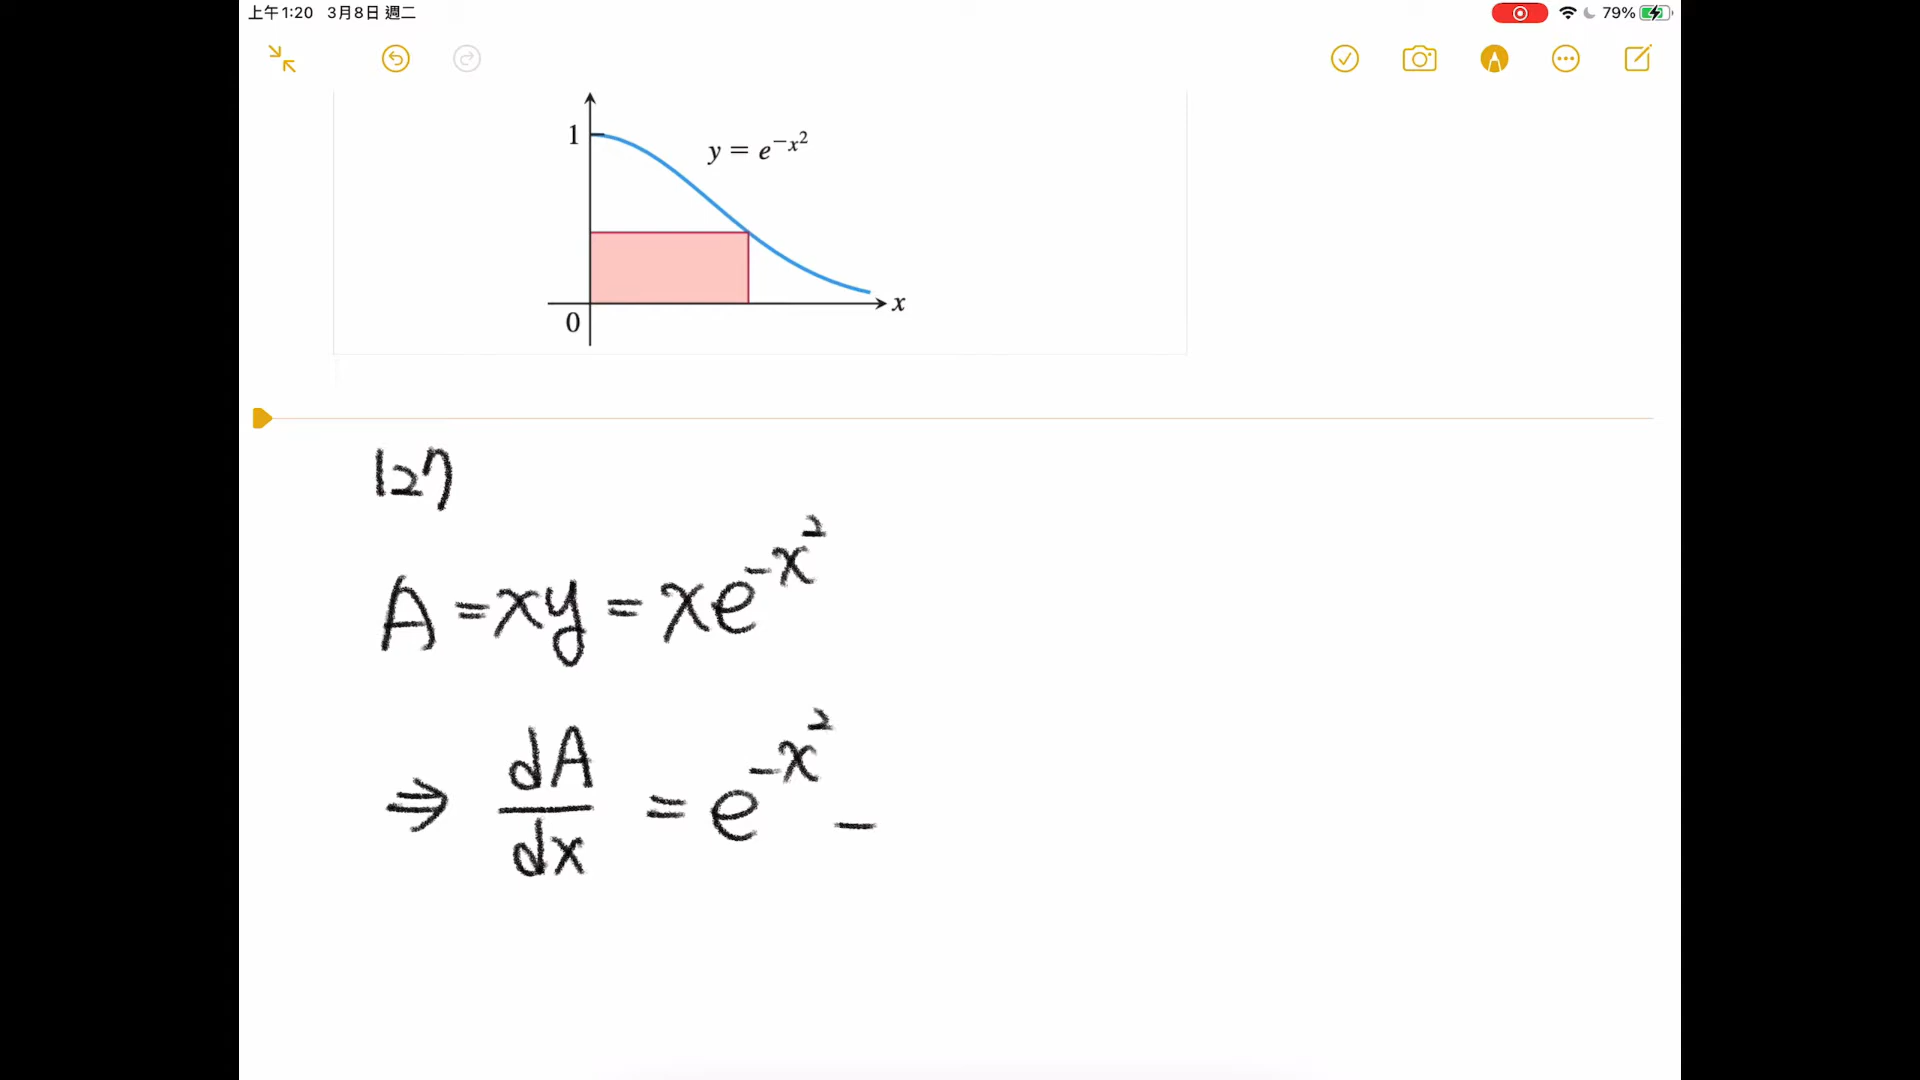 上午1:20 3月8日 週二
79%
1
y = e^{-x^2}
x
0
127
A = xy = xe^{-x^2}
⇒ dA/dx = e^{-x^2} -